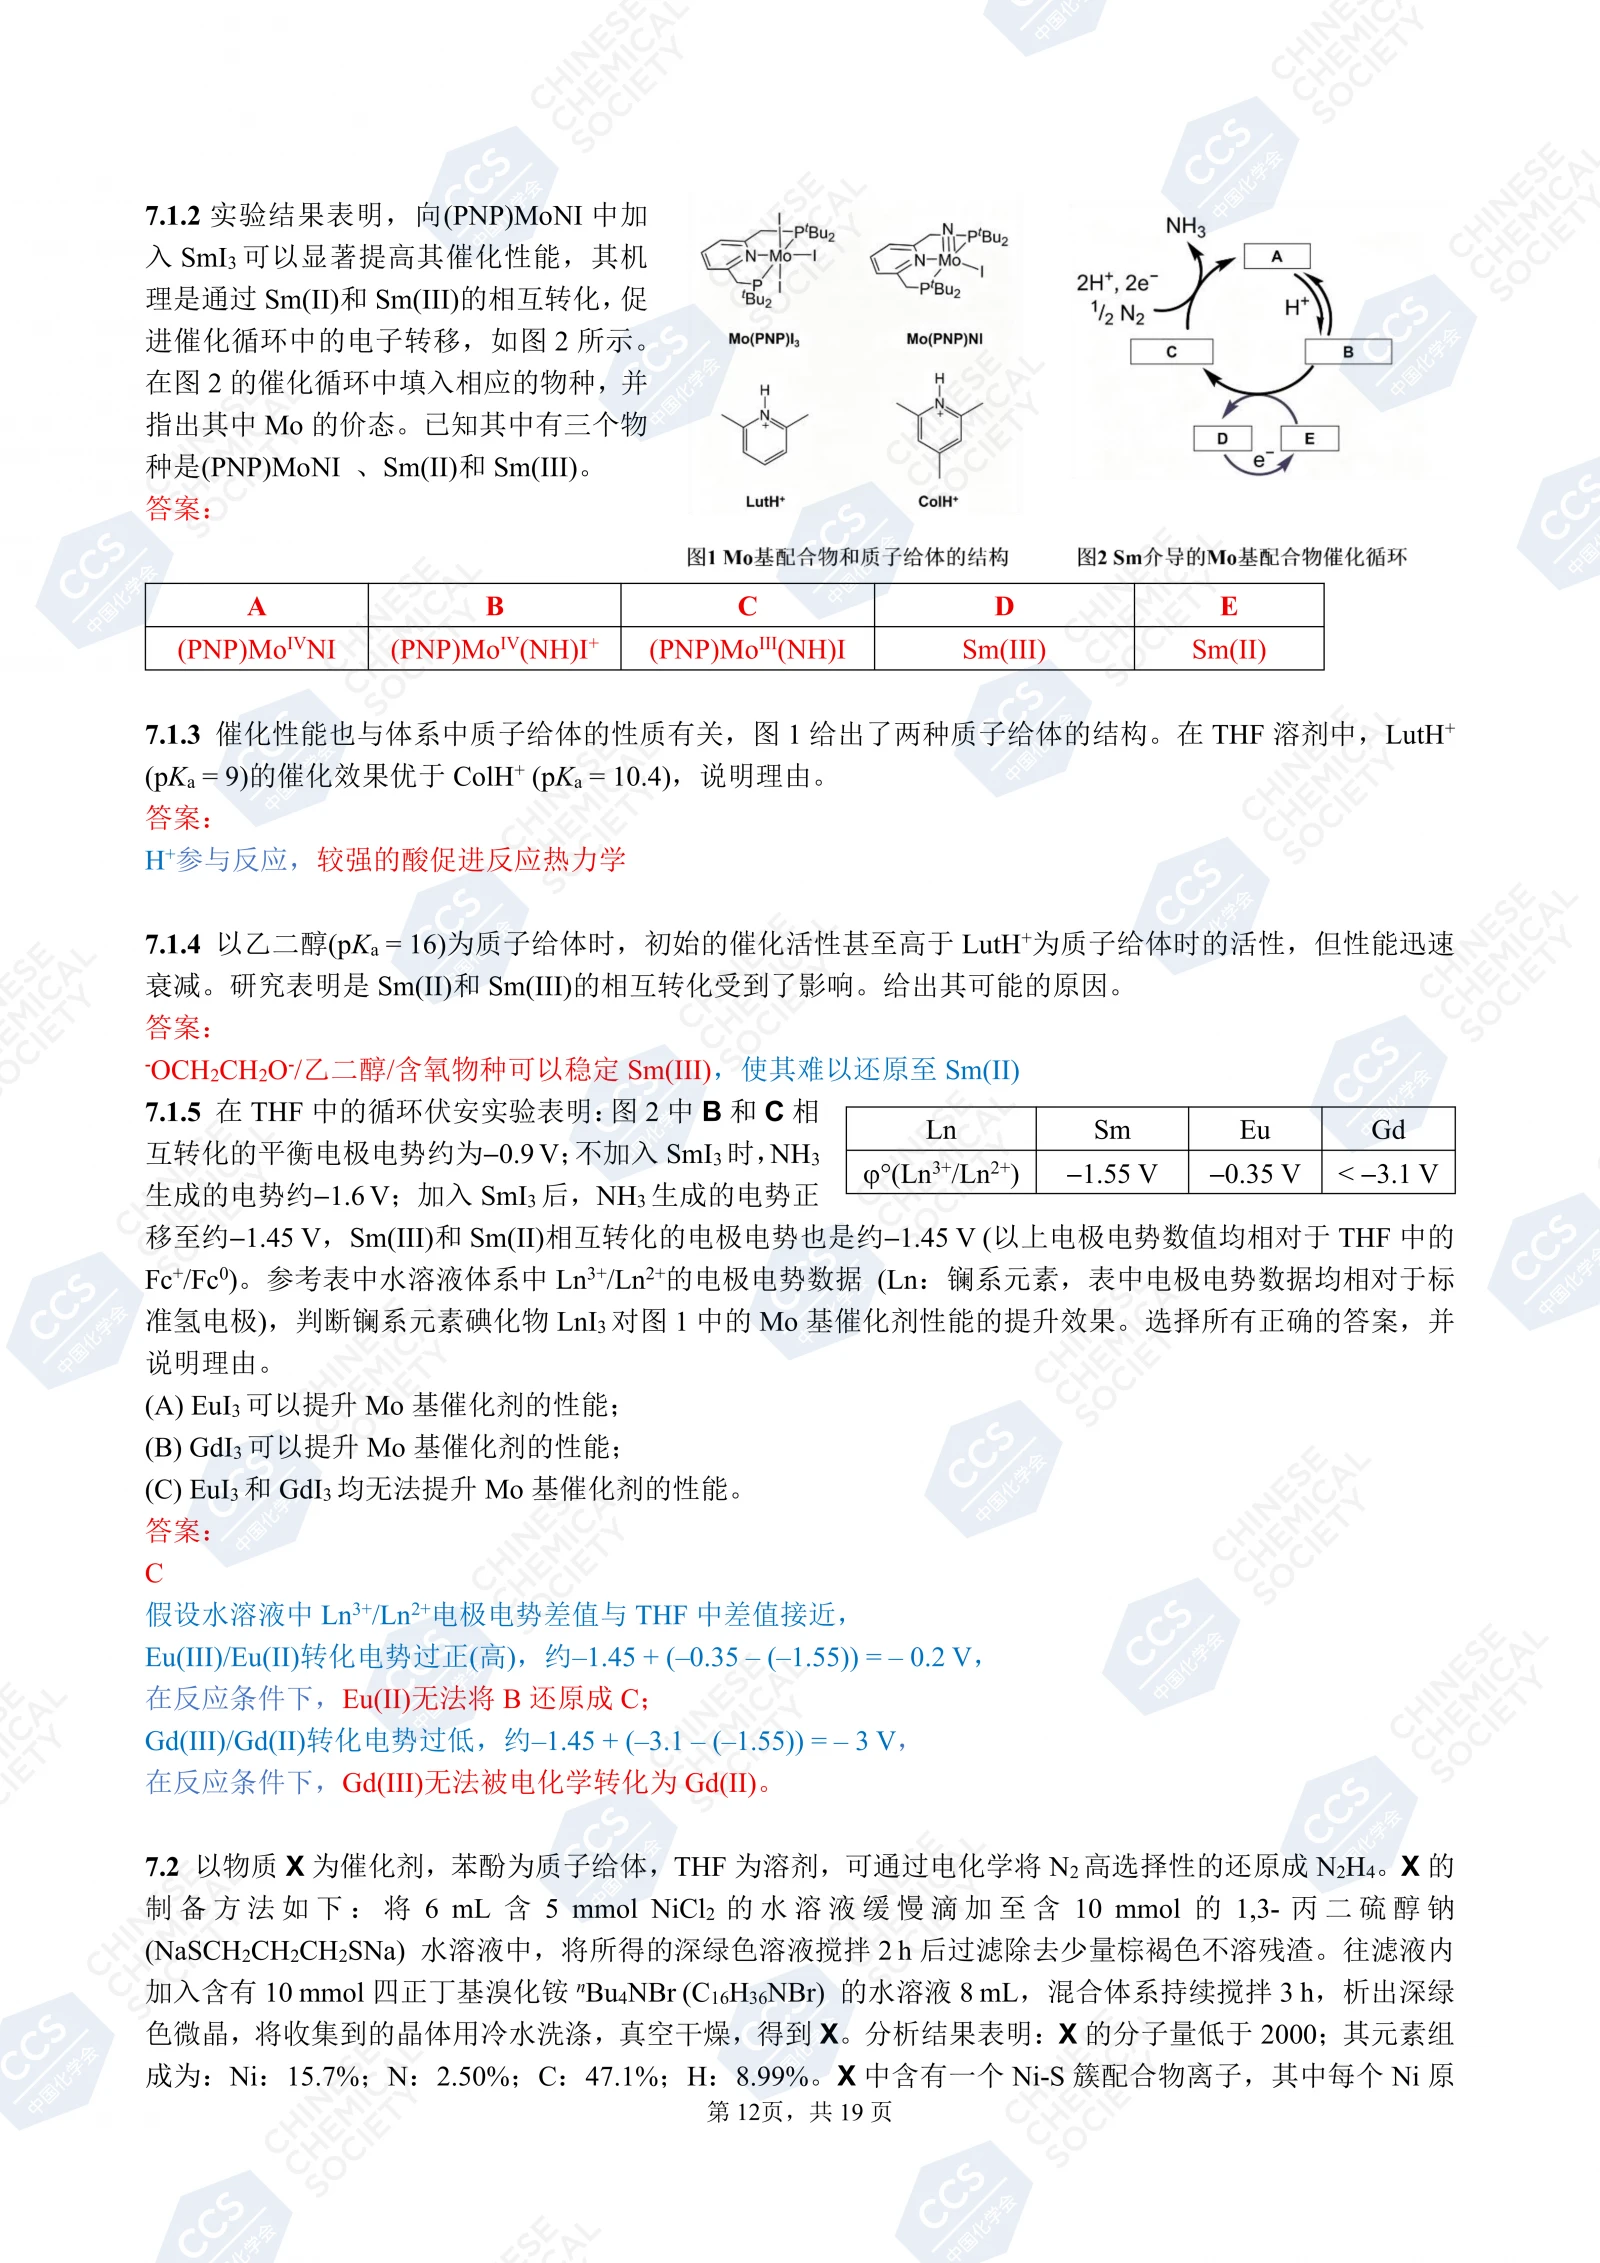 7.1.2 实验结果表明，向(PNP)MoNI 中加
入 SmI3 可以显著提高其催化性能，其机
理是通过 Sm(II)和 Sm(III)的相互转化，促
进催化循环中的电子转移，如图 2 所示。
在图 2 的催化循环中填入相应的物种，并
指出其中 Mo 的价态。已知其中有三个物
种是(PNP)MoNI 、Sm(II)和 Sm(III)。
答案：
I
PᵗBu2
N
Mo
I
I
P
ᵗBu2
Mo(PNP)I3
N
PᵗBu2
N
Mo
I
PᵗBu2
Mo(PNP)NI
H
N
+
LutH+
H
N
+
ColH+
图1 Mo基配合物和质子给体的结构
NH3
A
2H+, 2e−
1/2 N2
H+
C
B
D
E
e−
图2 Sm介导的Mo基配合物催化循环
A B C D E
(PNP)MoᴵⱽNI (PNP)Moᴵⱽ(NH)I+ (PNP)Moᴵᴵᴵ(NH)I Sm(III) Sm(II)
7.1.3 催化性能也与体系中质子给体的性质有关，图 1 给出了两种质子给体的结构。在 THF 溶剂中，LutH+
(pKa = 9)的催化效果优于 ColH+ (pKa = 10.4)，说明理由。
答案：
H+参与反应，较强的酸促进反应热力学
7.1.4 以乙二醇(pKa = 16)为质子给体时，初始的催化活性甚至高于 LutH+为质子给体时的活性，但性能迅速
衰减。研究表明是 Sm(II)和 Sm(III)的相互转化受到了影响。给出其可能的原因。
答案：
-OCH2CH2O-/乙二醇/含氧物种可以稳定 Sm(III)，使其难以还原至 Sm(II)
7.1.5 在 THF 中的循环伏安实验表明：图 2 中 B 和 C 相
互转化的平衡电极电势约为–0.9 V；不加入 SmI3 时，NH3
生成的电势约–1.6 V；加入 SmI3 后，NH3 生成的电势正
Ln Sm Eu Gd
φ°(Ln3+/Ln2+) –1.55 V –0.35 V < –3.1 V
移至约–1.45 V，Sm(III)和 Sm(II)相互转化的电极电势也是约–1.45 V (以上电极电势数值均相对于 THF 中的
Fc+/Fc0)。参考表中水溶液体系中 Ln3+/Ln2+的电极电势数据 (Ln：镧系元素，表中电极电势数据均相对于标
准氢电极)，判断镧系元素碘化物 LnI3 对图 1 中的 Mo 基催化剂性能的提升效果。选择所有正确的答案，并
说明理由。
(A) EuI3 可以提升 Mo 基催化剂的性能；
(B) GdI3 可以提升 Mo 基催化剂的性能；
(C) EuI3 和 GdI3 均无法提升 Mo 基催化剂的性能。
答案：
C
假设水溶液中 Ln3+/Ln2+电极电势差值与 THF 中差值接近，
Eu(III)/Eu(II)转化电势过正(高)，约–1.45 + (–0.35 – (–1.55)) = – 0.2 V，
在反应条件下，Eu(II)无法将 B 还原成 C；
Gd(III)/Gd(II)转化电势过低，约–1.45 + (–3.1 – (–1.55)) = – 3 V，
在反应条件下，Gd(III)无法被电化学转化为 Gd(II)。
7.2 以物质 X 为催化剂，苯酚为质子给体，THF 为溶剂，可通过电化学将 N2 高选择性的还原成 N2H4。X 的
制备方法如下：将 6 mL 含 5 mmol NiCl2 的水溶液缓慢滴加至含 10 mmol 的 1,3-丙二硫醇钠
(NaSCH2CH2CH2SNa) 水溶液中，将所得的深绿色溶液搅拌 2 h 后过滤除去少量棕褐色不溶残渣。往滤液内
加入含有 10 mmol 四正丁基溴化铵 ⁿBu4NBr (C16H36NBr) 的水溶液 8 mL，混合体系持续搅拌 3 h，析出深绿
色微晶，将收集到的晶体用冷水洗涤，真空干燥，得到 X。分析结果表明：X 的分子量低于 2000；其元素组
成为：Ni：15.7%；N：2.50%；C：47.1%；H：8.99%。X 中含有一个 Ni-S 簇配合物离子，其中每个 Ni 原
第 12页，共 19 页